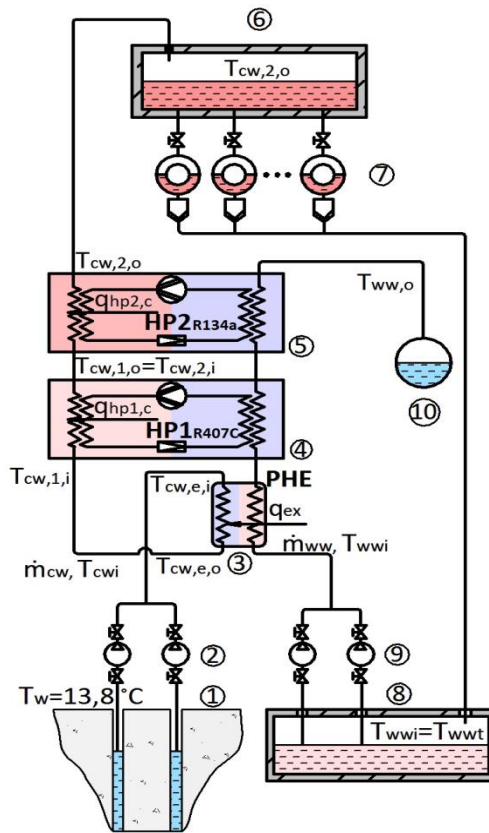 ⑥
Tcw,2,o
⑦
Tcw,2,o
Tww,o
qhp2,c
HP2R134a
⑤
Tcw,1,o=Tcw,2,i
⑩
qhp1,c
HP1R407C
④
Tcw,1,i
Tcw,e,i
PHE
qex
③
ṁcw, Tcwi
Tcw,e,o
ṁww, Twwi
②
⑨
Tw=13,8 °C
①
⑧
Twwi=Twwt